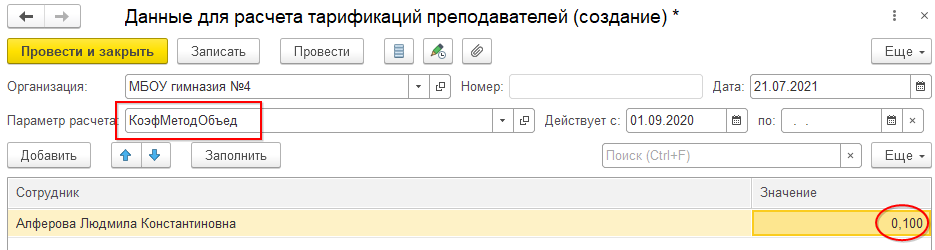 Данные для расчета тарификаций преподавателей (создание) *
Провести и закрыть Записать Провести Еще
Организация: МБОУ гимназия №4 Номер: Дата: 21.07.2021
Параметр расчета: КоэфМетодОбъед Действует с: 01.09.2020 по: . .
Добавить Заполнить Поиск (Ctrl+F) × Еще
Сотрудник Значение
Алферова Людмила Константиновна 0,100